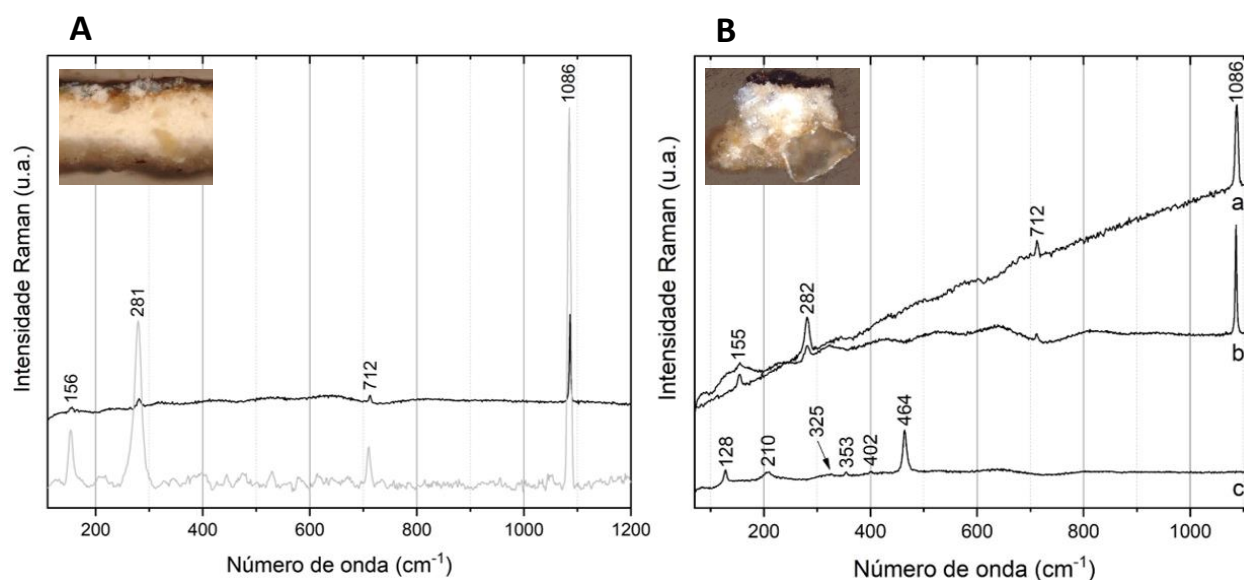 A
B
1086
281
156
712
Intensidade Raman (u.a.)
200 400 600 800 1000 1200
Número de onda (cm-1)
1086
a
712
282
155
b
464
325
353
402
128
210
c
Intensidade Raman (u.a.)
200 400 600 800 1000
Número de onda (cm-1)